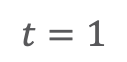 t = 1